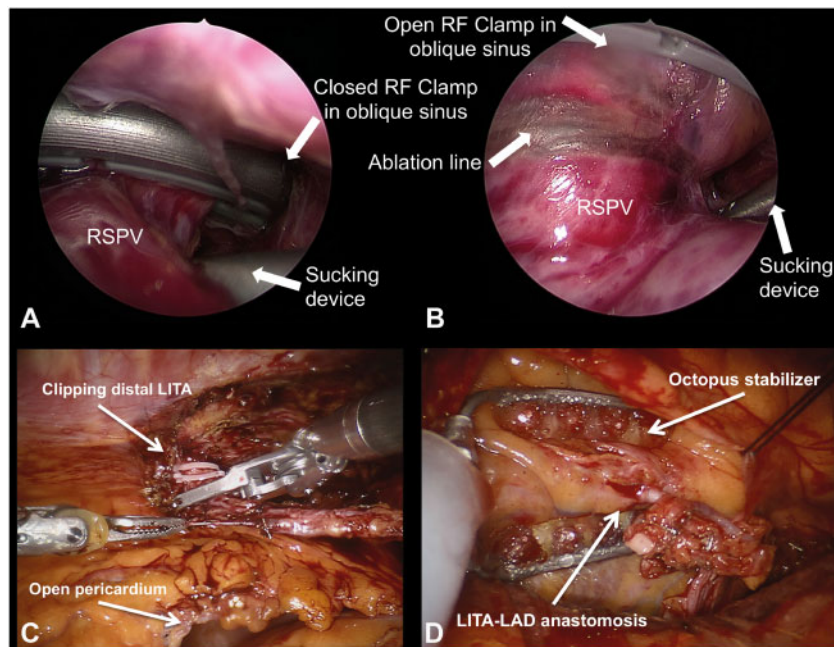 Closed RF Clamp
in oblique sinus
RSPV
Sucking
device
A
Open RF Clamp in
oblique sinus
Ablation line
RSPV
Sucking
device
B
Clipping distal LITA
Open pericardium
C
Octopus stabilizer
LITA-LAD anastomosis
D